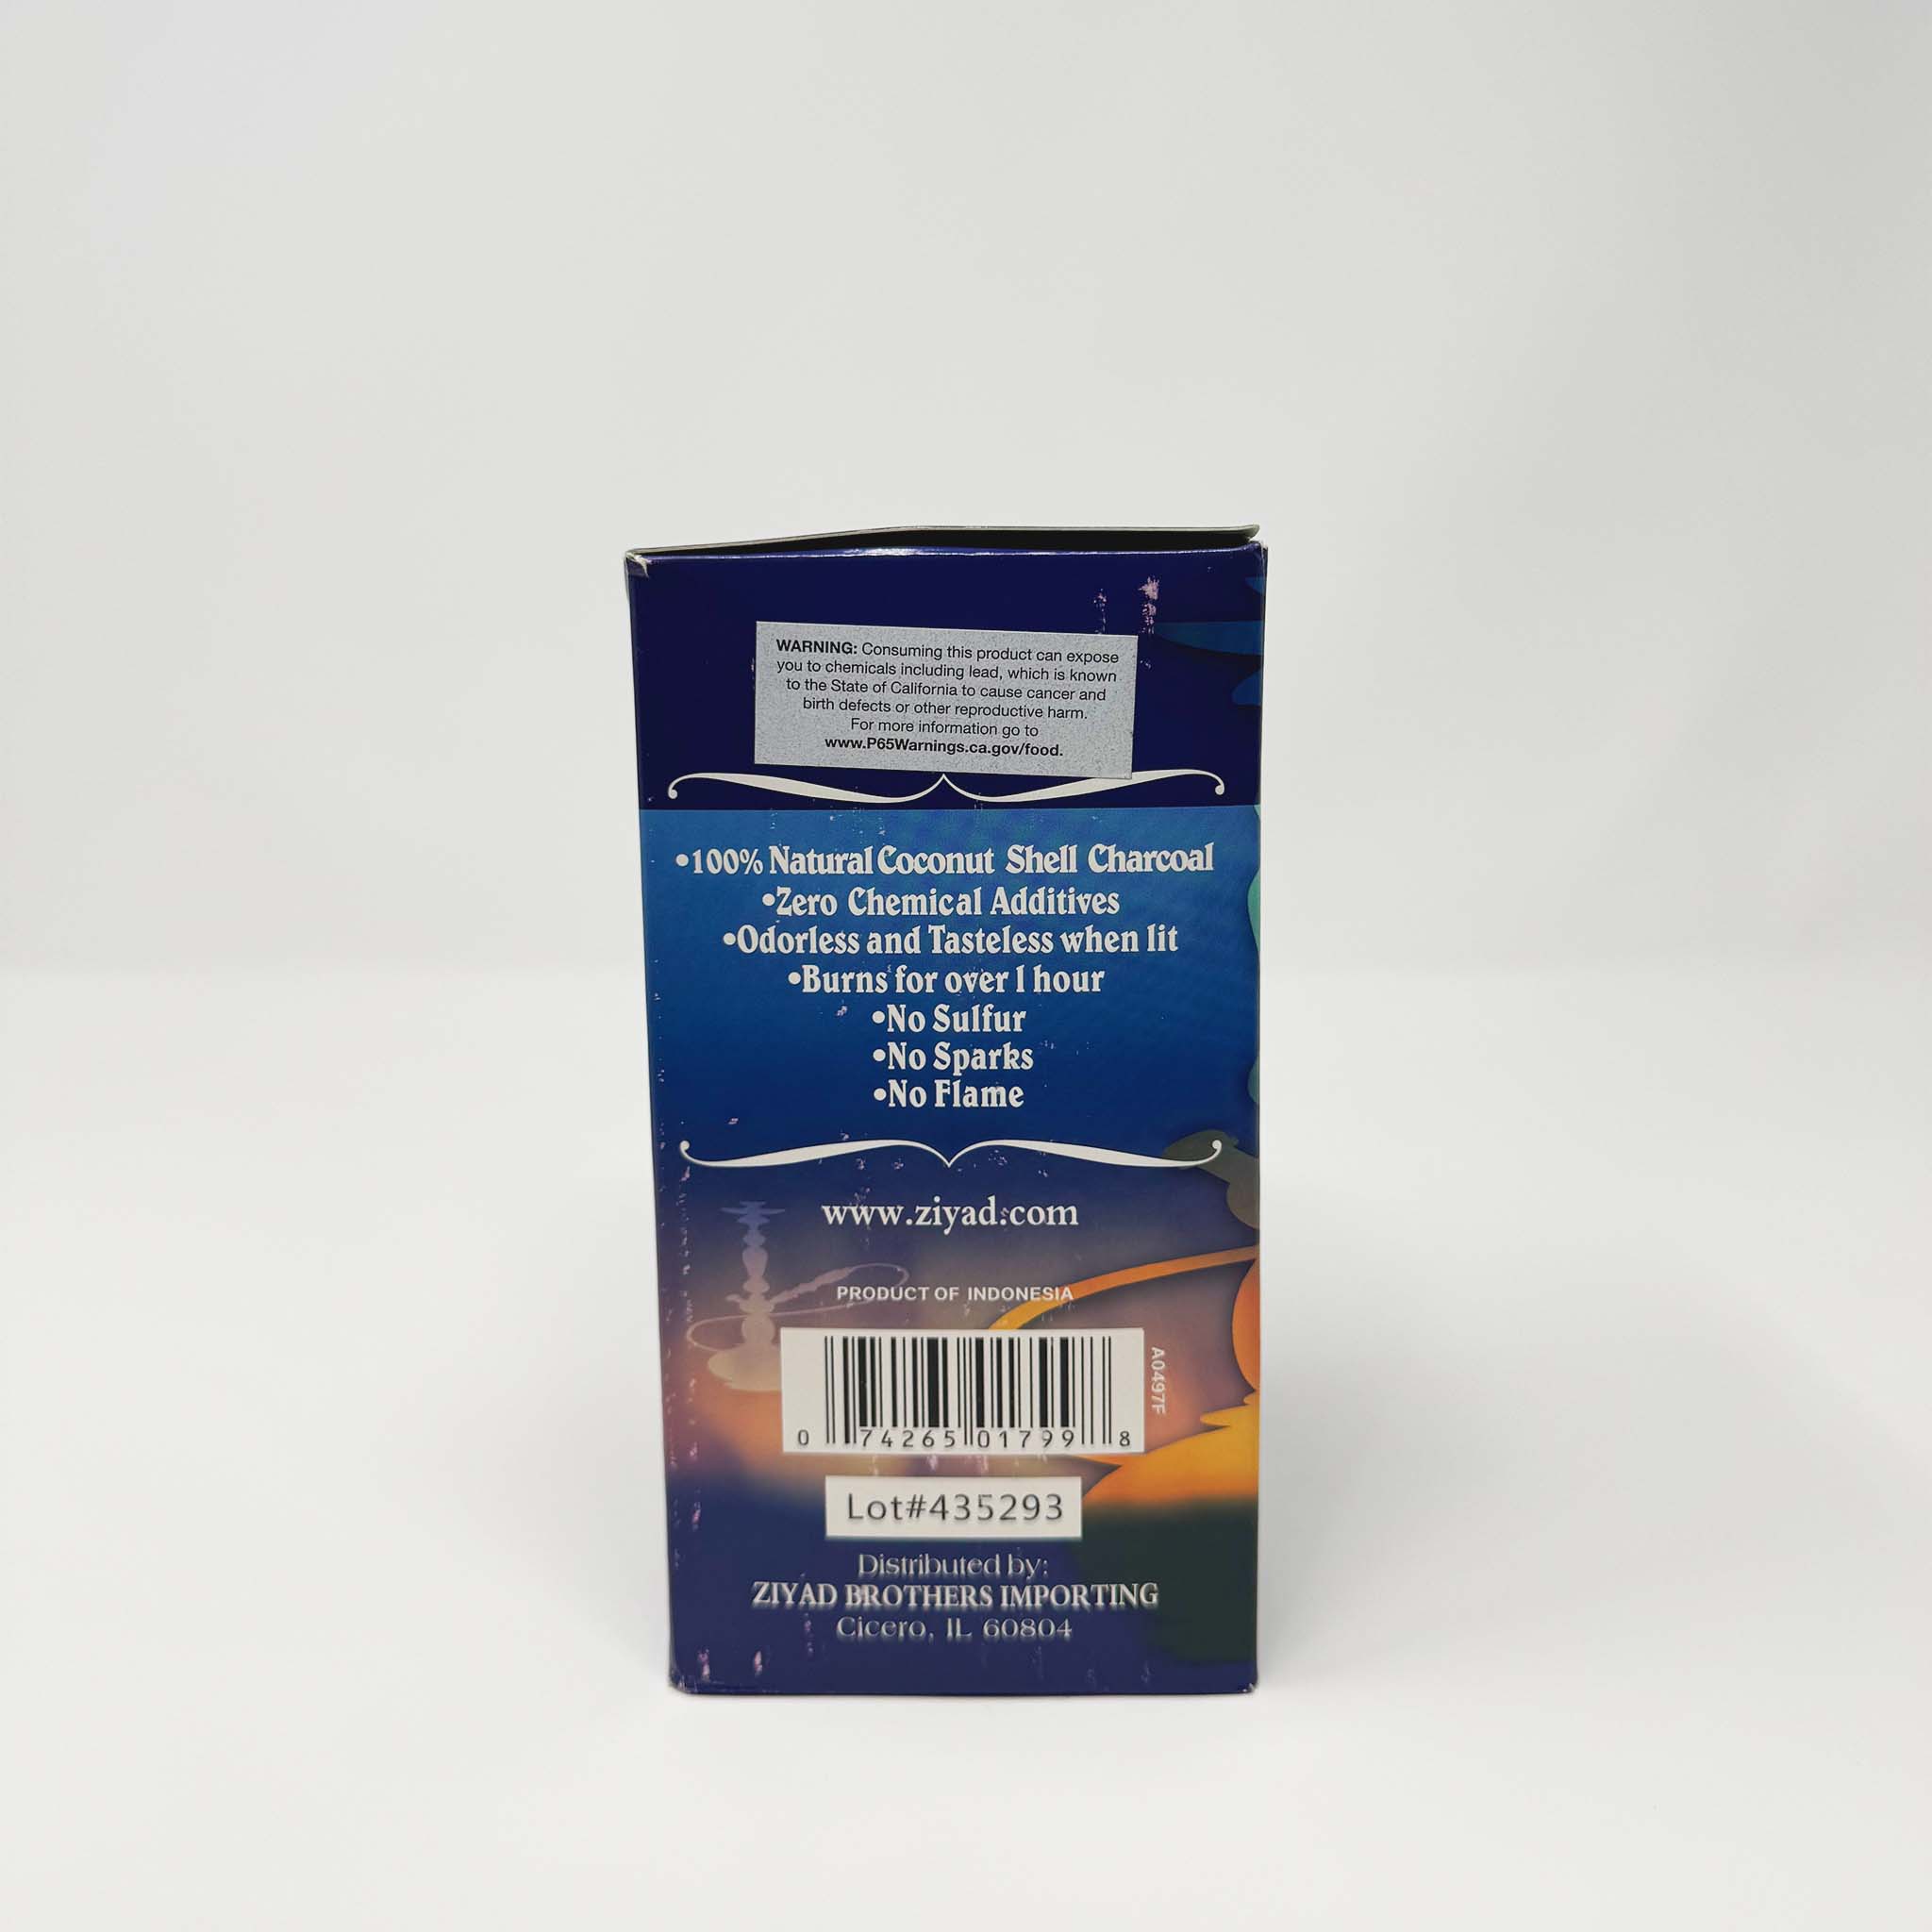 WARNING: Consuming this product can expose
you to chemicals including lead, which is known
to the State of California to cause cancer and
birth defects or other reproductive harm.
For more information go to
www.P65Warnings.ca.gov/food.
•100% Natural Coconut Shell Charcoal
•Zero Chemical Additives
•Odorless and Tasteless when lit
•Burns for over 1 hour
•No Sulfur
•No Sparks
•No Flame
www.ziyad.com
PRODUCT OF INDONESIA
A0497F
0 74265 01799 8
Lot#435293
Distributed by:
ZIYAD BROTHERS IMPORTING
Cicero, IL 60804